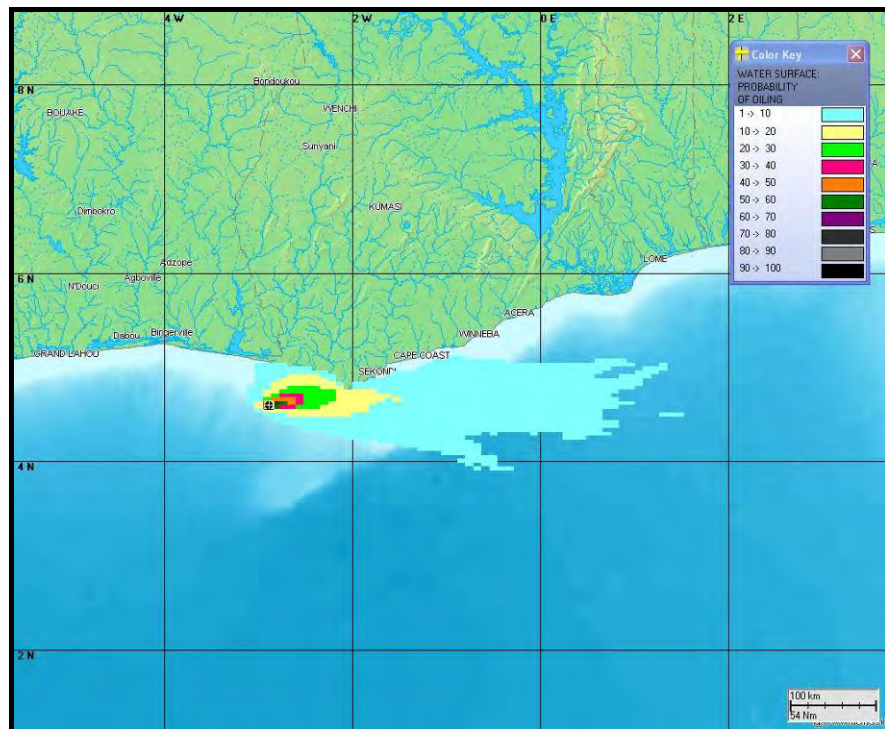 4 W
2 W
0 E
2 E
8 N
6 N
4 N
2 N
Bondoukou
BOUAKE
WENCHI
Sunyani
KUMASI
Dimbokro
Adzope
Agboville
N'Douci
LOME
ACERA
Dabou
Bingerville
WINNEBA
GRAND LAHOU
CAPE COAST
SEKONDI
Color Key
WATER SURFACE:
PROBABILITY
OF OILING
1 -> 10
10 -> 20
20 -> 30
30 -> 40
40 -> 50
50 -> 60
60 -> 70
70 -> 80
80 -> 90
90 -> 100
100 km
54 Nm